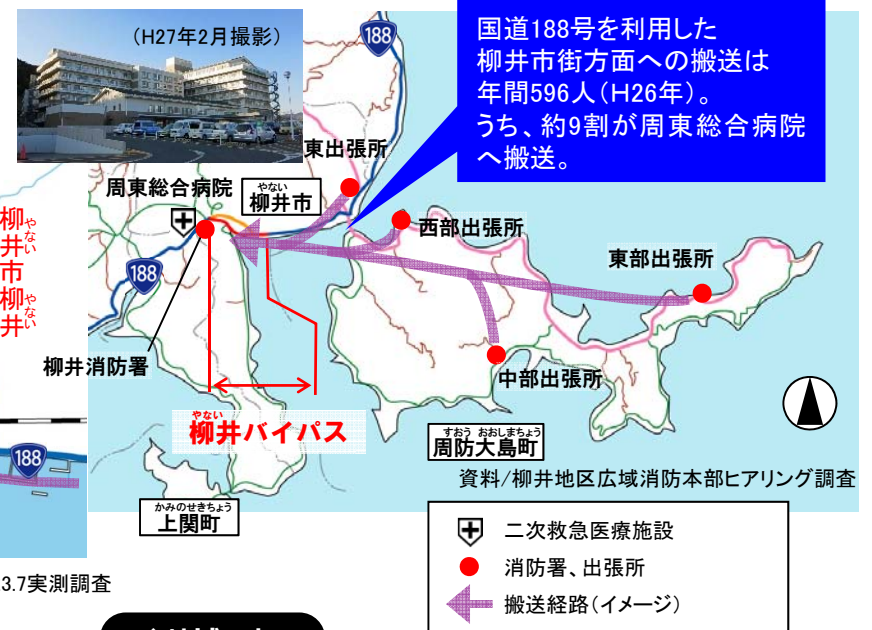 (H27年2月撮影)
188
国道188号を利用した
柳井市街方面への搬送は
年間596人(H26年)。
うち、約9割が周東総合病院
へ搬送。
東出張所
周東総合病院
やない
柳井市
西部出張所
東部出張所
柳井市柳井
やない
やない
188
柳井消防署
中部出張所
やない
柳井バイパス
すおう おおしまちょう
周防大島町
資料/柳井地区広域消防本部ヒアリング調査
188
かみのせきちょう
上関町
二次救急医療施設
消防署、出張所
搬送経路(イメージ)
3.7実測調査